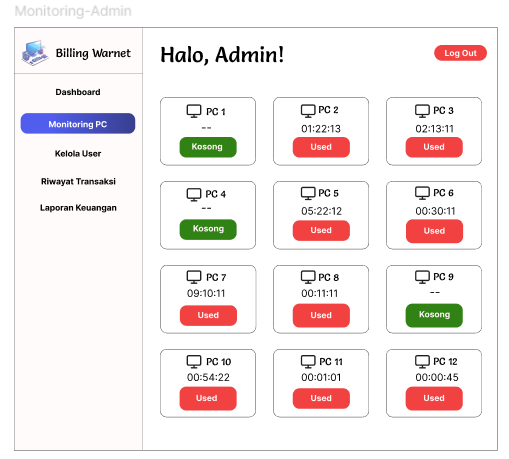 Monitoring-Admin
Billing Warnet
Halo, Admin!
Log Out
Dashboard
Monitoring PC
Kelola User
Riwayat Transaksi
Laporan Keuangan
PC 1
--
Kosong
PC 2
01:22:13
Used
PC 3
02:13:11
Used
PC 4
--
Kosong
PC 5
05:22:12
Used
PC 6
00:30:11
Used
PC 7
09:10:11
Used
PC 8
00:11:11
Used
PC 9
--
Kosong
PC 10
00:54:22
Used
PC 11
00:01:01
Used
PC 12
00:00:45
Used